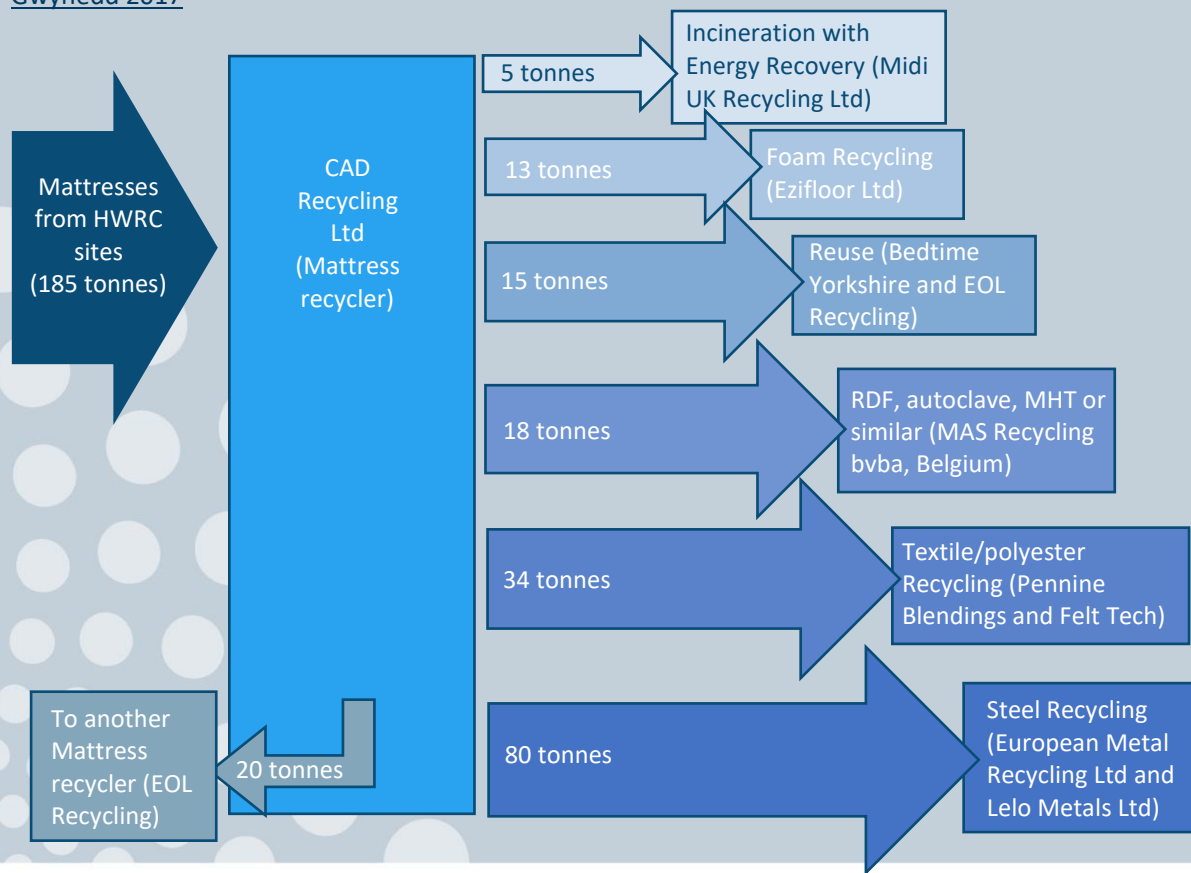 Gwynedd 2017
Mattresses
from HWRC
sites
(185 tonnes)
CAD
Recycling
Ltd
(Mattress
recycler)
5 tonnes
Incineration with
Energy Recovery (Midi
UK Recycling Ltd)
13 tonnes
Foam Recycling
(Ezifloor Ltd)
15 tonnes
Reuse (Bedtime
Yorkshire and EOL
Recycling)
18 tonnes
RDF, autoclave, MHT or
similar (MAS Recycling
bvba, Belgium)
34 tonnes
Textile/polyester
Recycling (Pennine
Blendings and Felt Tech)
80 tonnes
Steel Recycling
(European Metal
Recycling Ltd and
Lelo Metals Ltd)
20 tonnes
To another
Mattress
recycler (EOL
Recycling)